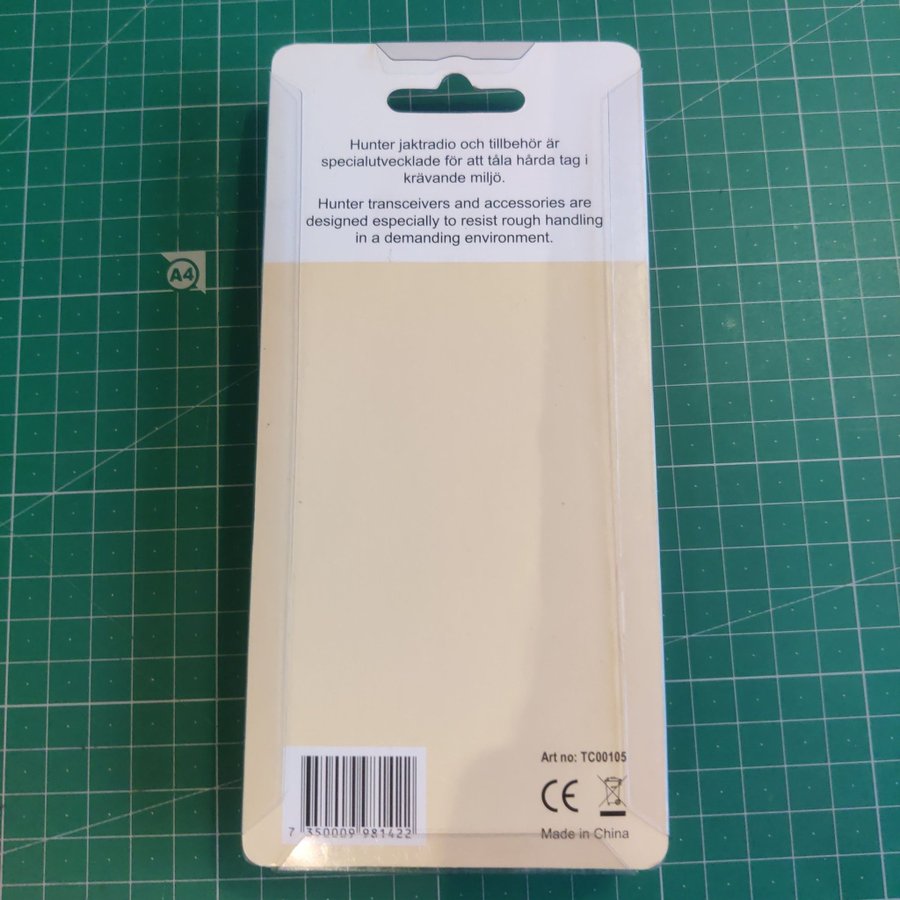 Hunter jaktradio och tillbehör är
specialutvecklade för att tåla hårda tag i
krävande miljö.
Hunter transceivers and accessories are
designed especially to resist rough handling
in a demanding environment.
A4
Art no: TC00105
CE
7 350009 981422
Made in China